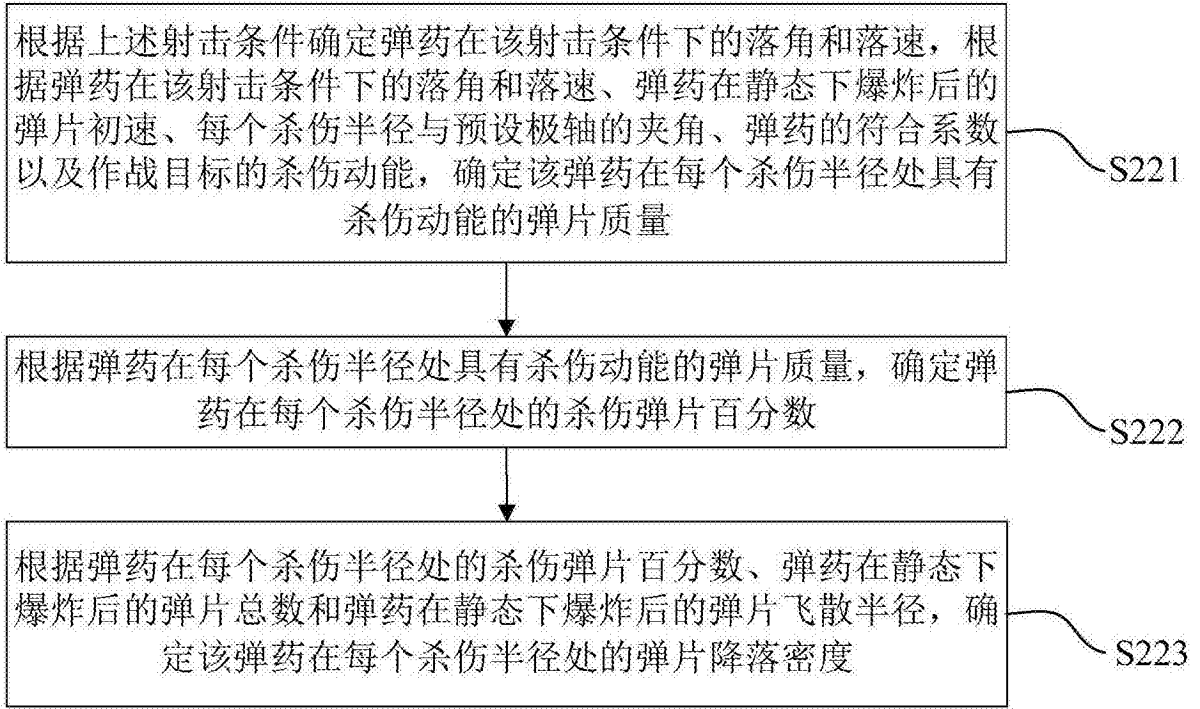 根据上述射击条件确定弹药在该射击条件下的落角和落速，根
据弹药在该射击条件下的落角和落速、弹药在静态下爆炸后的
弹片初速、每个杀伤半径与预设极轴的夹角、弹药的符合系数
以及作战目标的杀伤动能，确定该弹药在每个杀伤半径处具有
杀伤动能的弹片质量
S221
根据弹药在每个杀伤半径处具有杀伤动能的弹片质量，确定弹
药在每个杀伤半径处的杀伤弹片百分数
S222
根据弹药在每个杀伤半径处的杀伤弹片百分数、弹药在静态下
爆炸后的弹片总数和弹药在静态下爆炸后的弹片飞散半径，确
定该弹药在每个杀伤半径处的弹片降落密度
S223